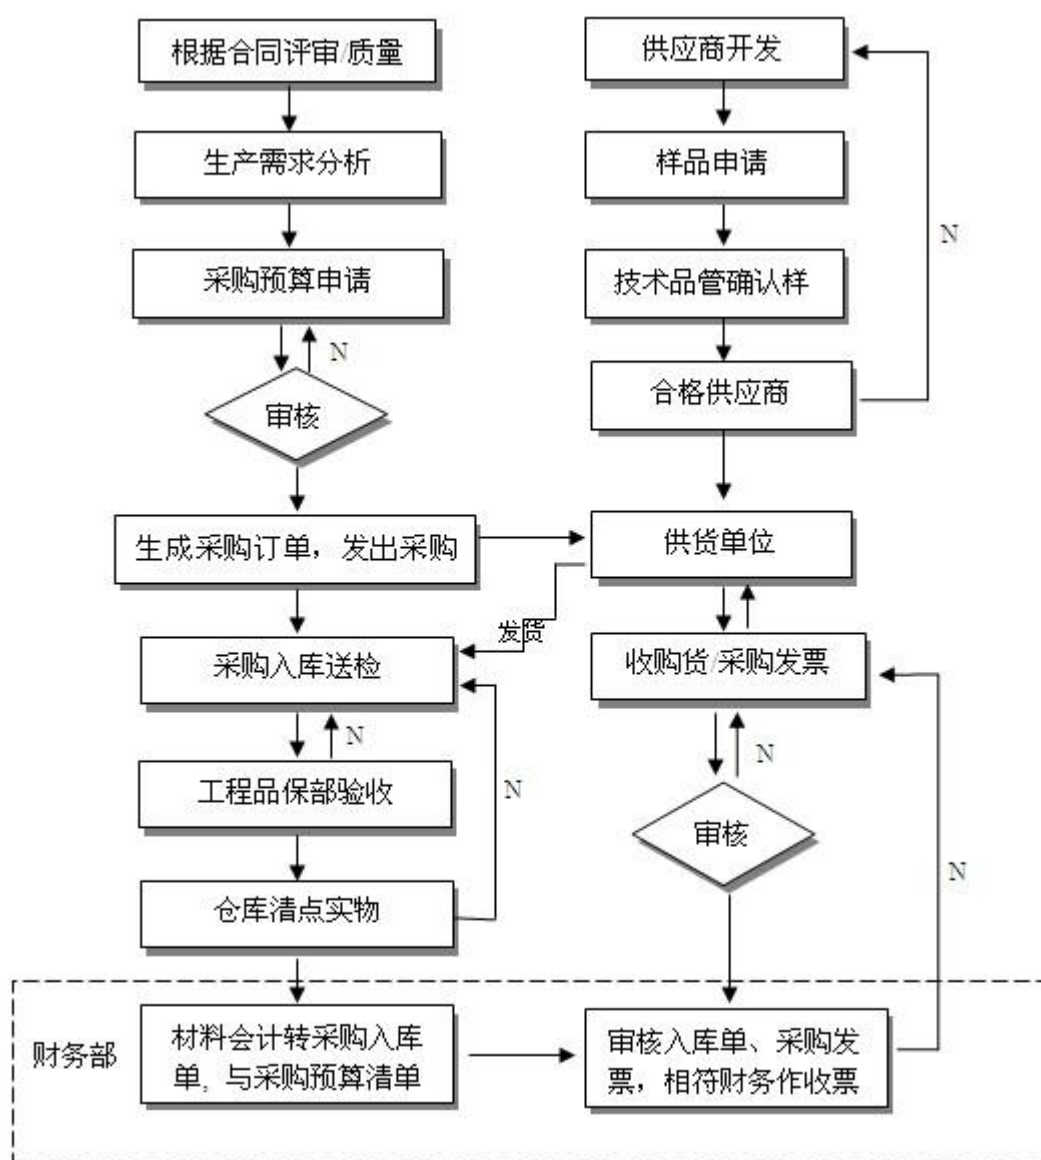 根据合同评审/质量
生产需求分析
采购预算申请
N
审核
生成采购订单，发出采购
采购入库送检
N
工程品保部验收
N
仓库清点实物
供应商开发
样品申请
N
技术品管确认样
合格供应商
供货单位
发货
收购货/采购发票
N
审核
N
财务部
材料会计转采购入库
单, 与采购预算清单
审核入库单、采购发
票，相符财务作收票